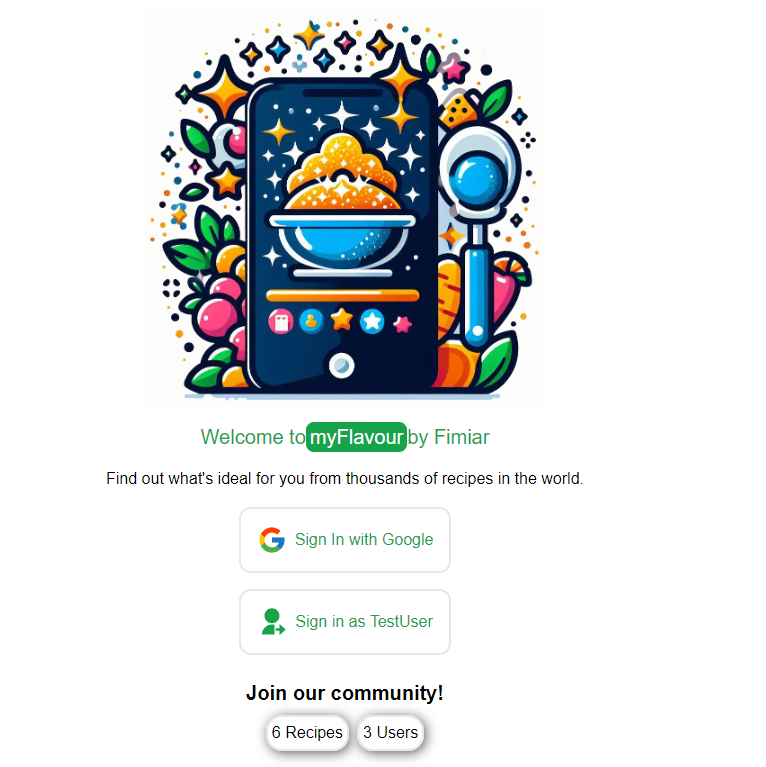 Welcome to myFlavour by Fimiar
Find out what's ideal for you from thousands of recipes in the world.
Sign In with Google
Sign in as TestUser
Join our community!
6 Recipes 3 Users